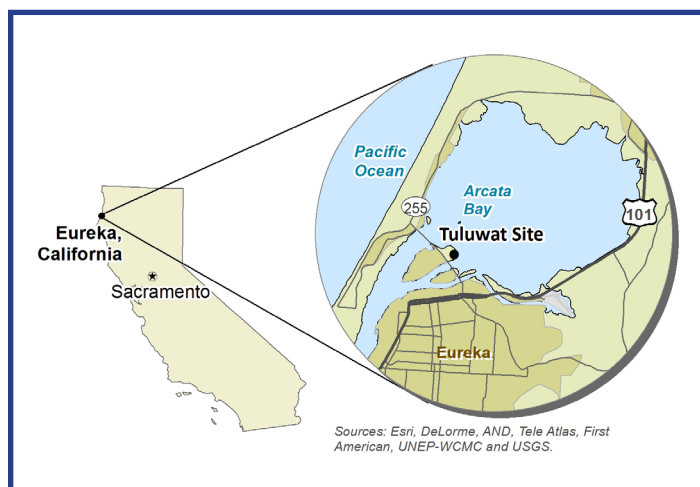 Pacific
Ocean
Arcata
Bay
255
101
Tuluwat Site
Eureka,
California
Sacramento
Eureka
Sources: Esri, DeLorme, AND, Tele Atlas, First
American, UNEP-WCMC and USGS.